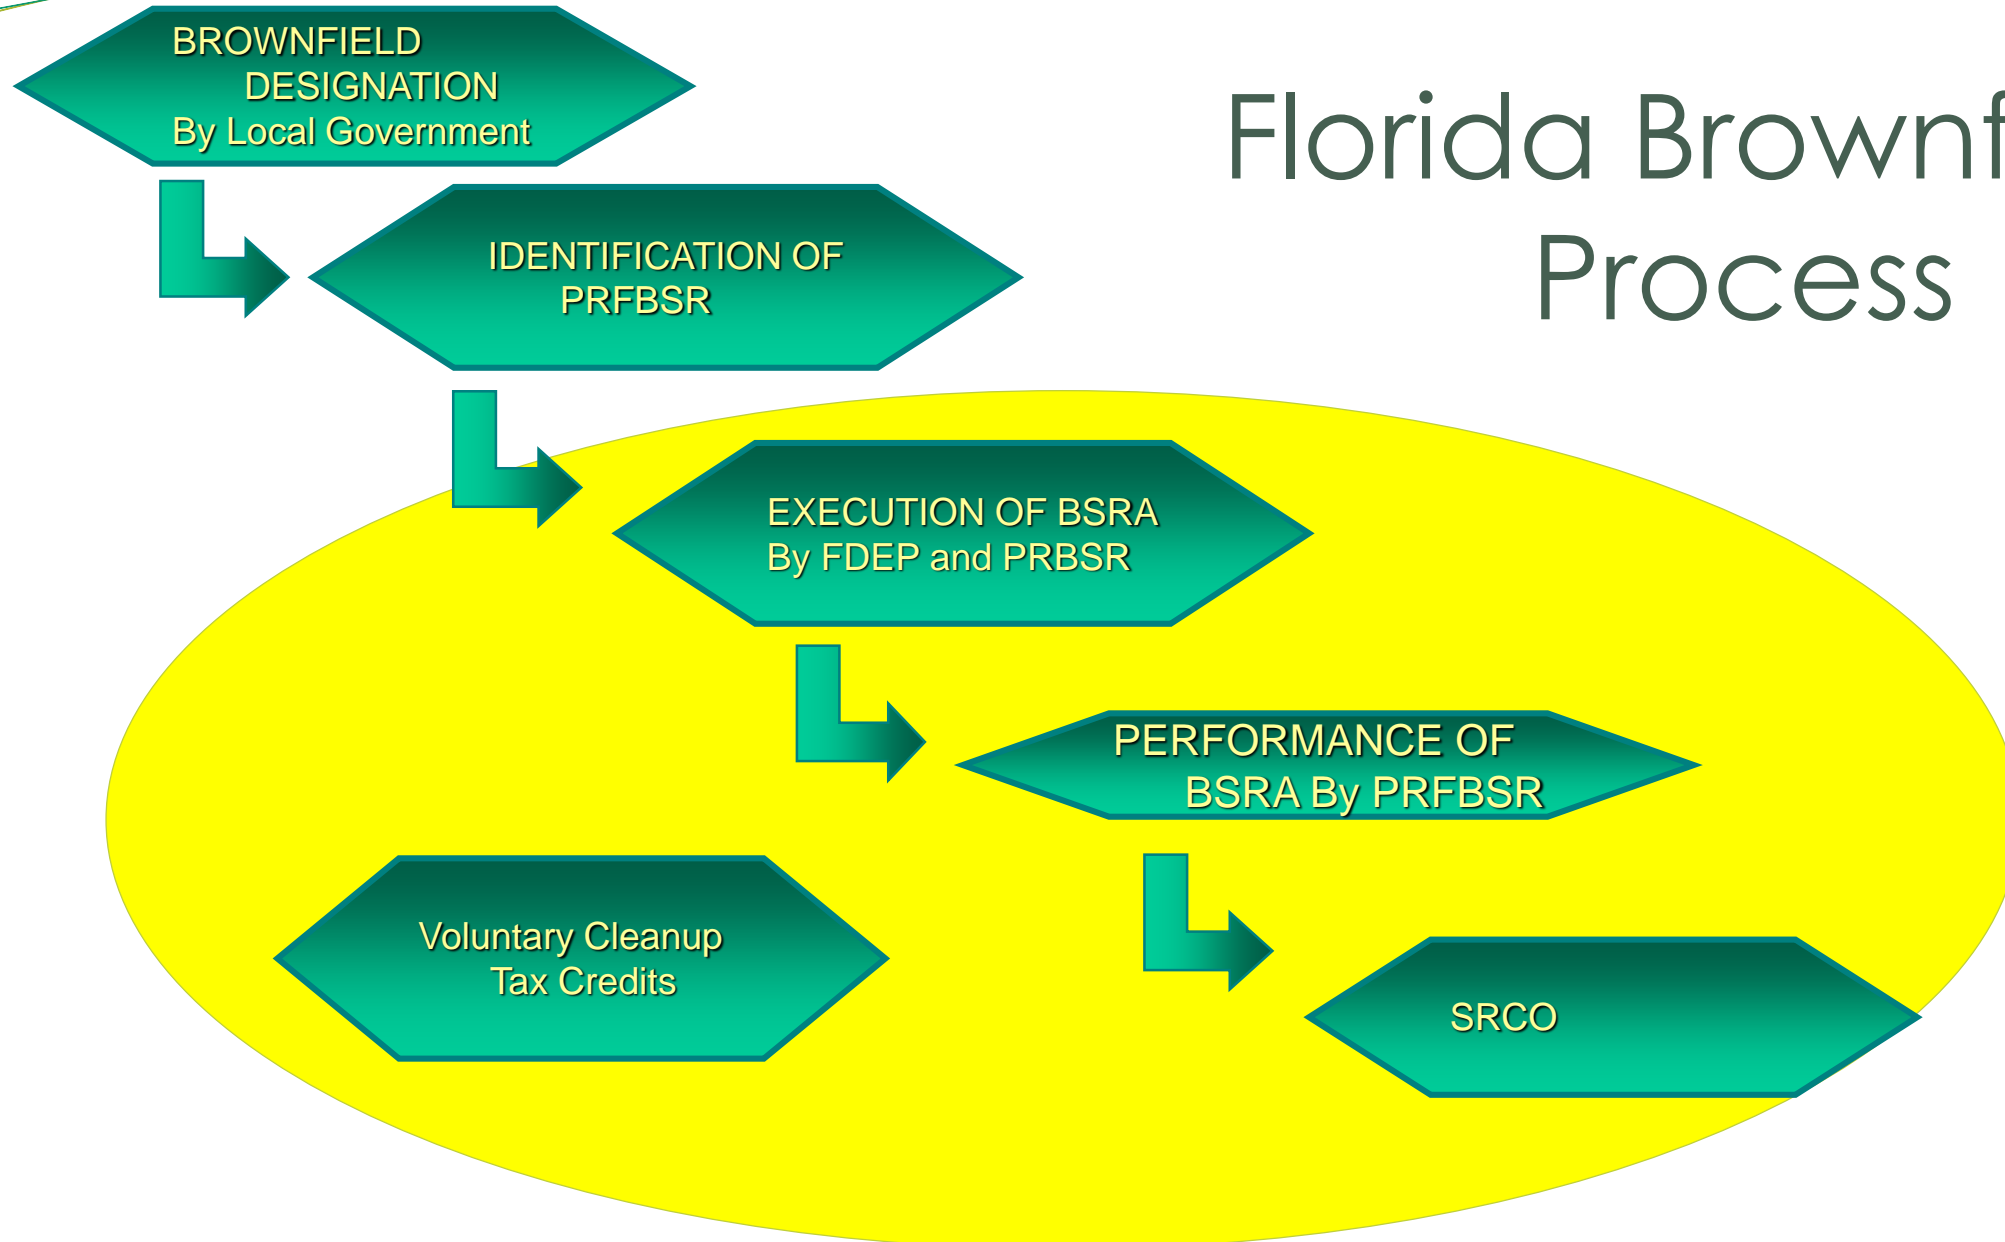 BROWNFIELD
DESIGNATION
By Local Government
Florida Brownf
Process
IDENTIFICATION OF
PRFBSR
EXECUTION OF BSRA
By FDEP and PRBSR
PERFORMANCE OF
BSRA By PRFBSR
Voluntary Cleanup
Tax Credits
SRCO